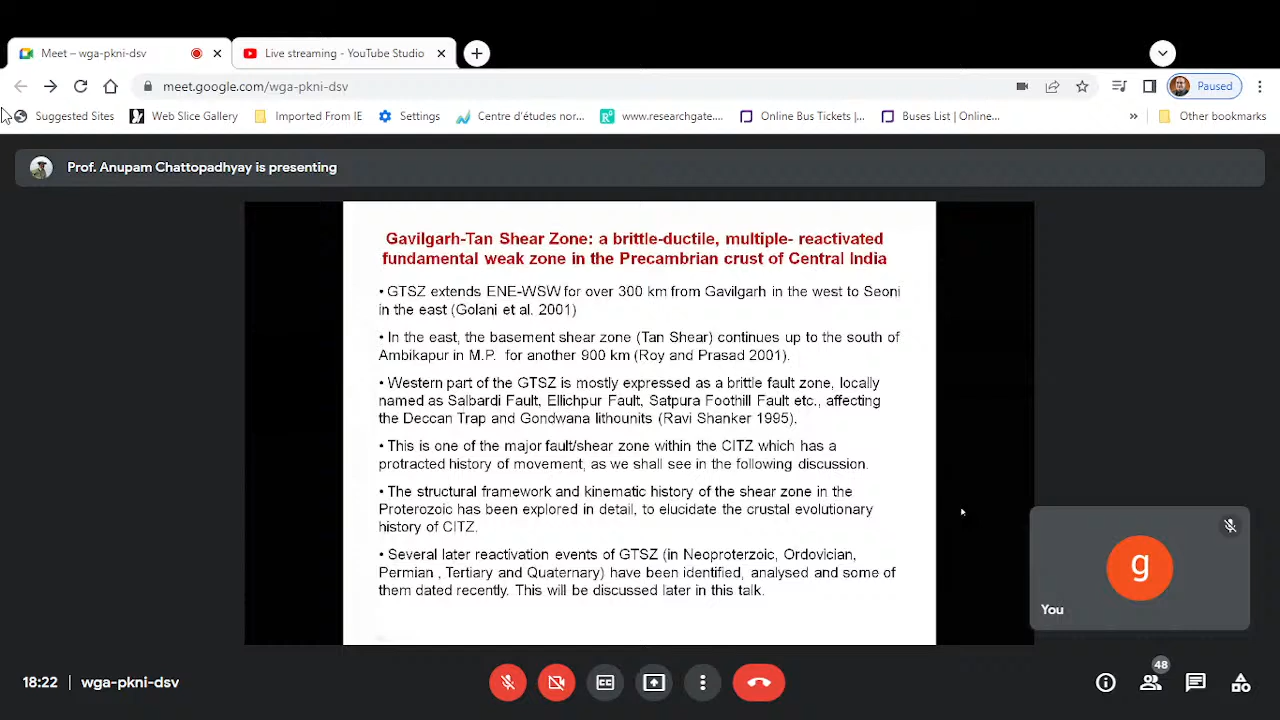 Meet – wga-pkni-dsv
Live streaming - YouTube Studio
meet.google.com/wga-pkni-dsv
Paused
Suggested Sites
Web Slice Gallery
Imported From IE
Settings
Centre d'études nor...
www.researchgate....
Online Bus Tickets |...
Buses List | Online...
Other bookmarks
Prof. Anupam Chattopadhyay is presenting
Gavilgarh-Tan Shear Zone: a brittle-ductile, multiple- reactivated
fundamental weak zone in the Precambrian crust of Central India
• GTSZ extends ENE-WSW for over 300 km from Gavilgarh in the west to Seoni
in the east (Golani et al. 2001)
• In the east, the basement shear zone (Tan Shear) continues up to the south of
Ambikapur in M.P. for another 900 km (Roy and Prasad 2001).
• Western part of the GTSZ is mostly expressed as a brittle fault zone, locally
named as Salbardi Fault, Ellichpur Fault, Satpura Foothill Fault etc., affecting
the Deccan Trap and Gondwana lithounits (Ravi Shanker 1995).
• This is one of the major fault/shear zone within the CITZ which has a
protracted history of movement, as we shall see in the following discussion.
• The structural framework and kinematic history of the shear zone in the
Proterozoic has been explored in detail, to elucidate the crustal evolutionary
history of CITZ.
• Several later reactivation events of GTSZ (in Neoproterzoic, Ordovician,
Permian , Tertiary and Quaternary) have been identified, analysed and some of
them dated recently. This will be discussed later in this talk.
g
You
18:22 | wga-pkni-dsv
CC
48